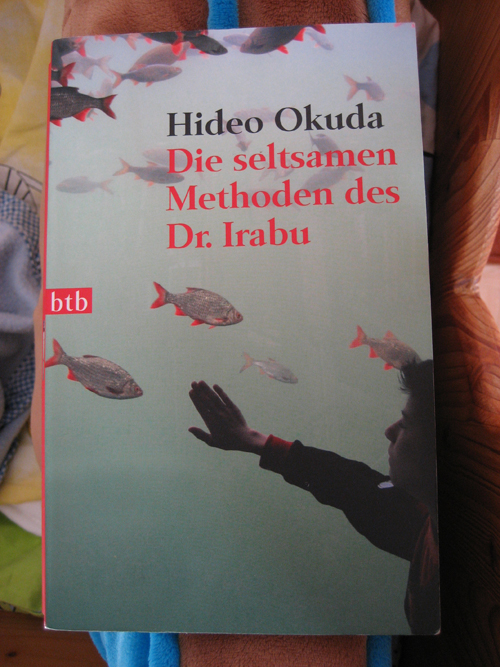 Hideo Okuda
Die seltsamen
Methoden des
Dr. Irabu
btb